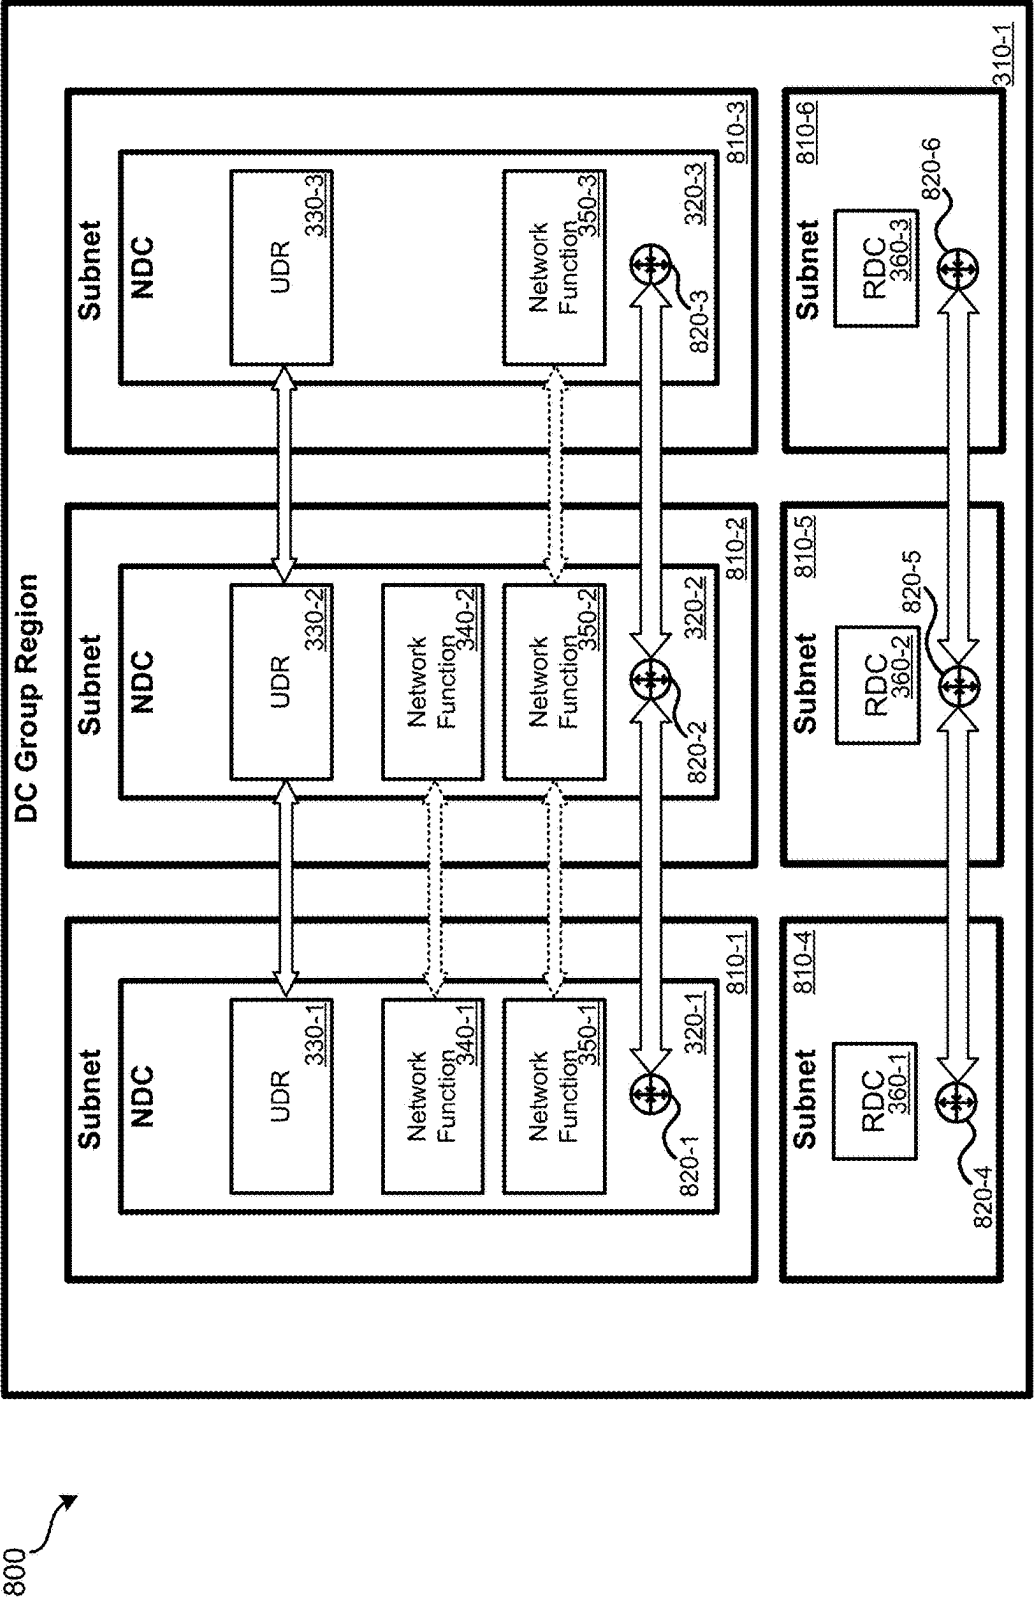 800
DC Group Region
Subnet
NDC
UDR
330-1
Network
Function
340-1
Network
Function
350-1
820-1
320-1
810-1
Subnet
NDC
UDR
330-2
Network
Function
340-2
Network
Function
350-2
820-2
320-2
810-2
Subnet
NDC
UDR
330-3
Network
Function
350-3
820-3
320-3
810-3
Subnet
810-4
RDC
360-1
820-4
Subnet
810-5
RDC
360-2
820-5
Subnet
810-6
RDC
360-3
820-6
310-1